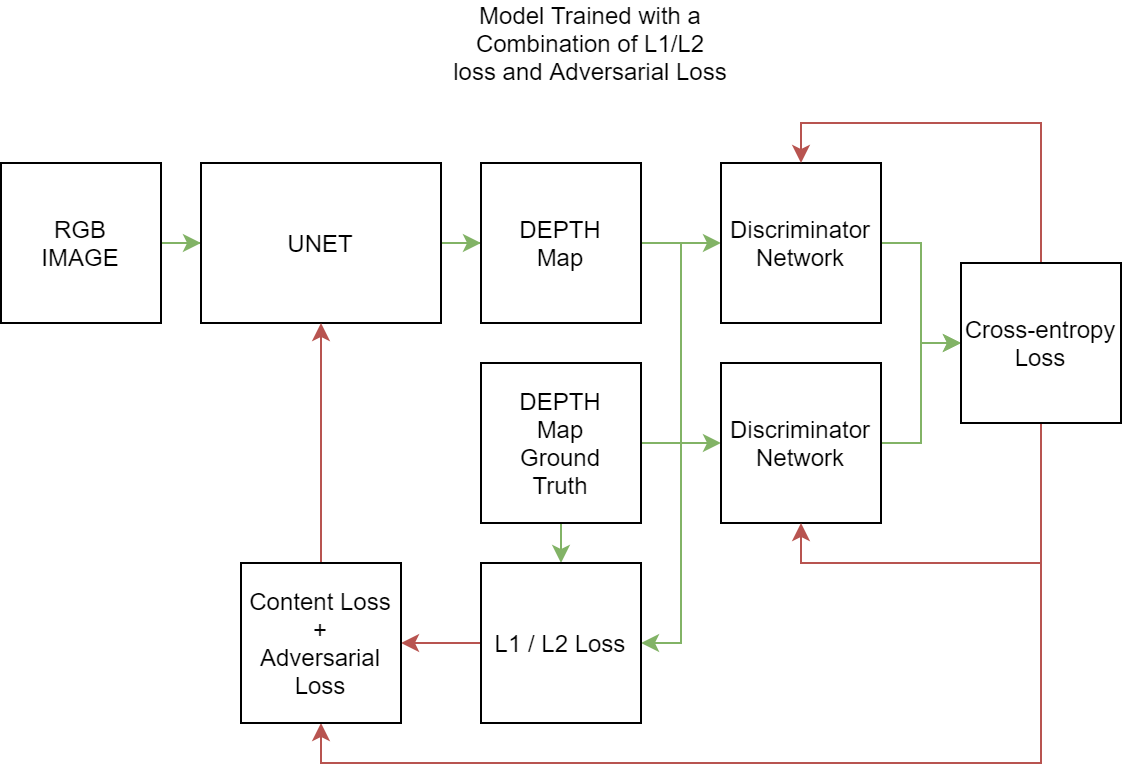 Model Trained with a
Combination of L1/L2
loss and Adversarial Loss
RGB
IMAGE
UNET
DEPTH
Map
Discriminator
Network
Cross-entropy
Loss
DEPTH
Map
Ground
Truth
Discriminator
Network
Content Loss
+
Adversarial
Loss
L1 / L2 Loss